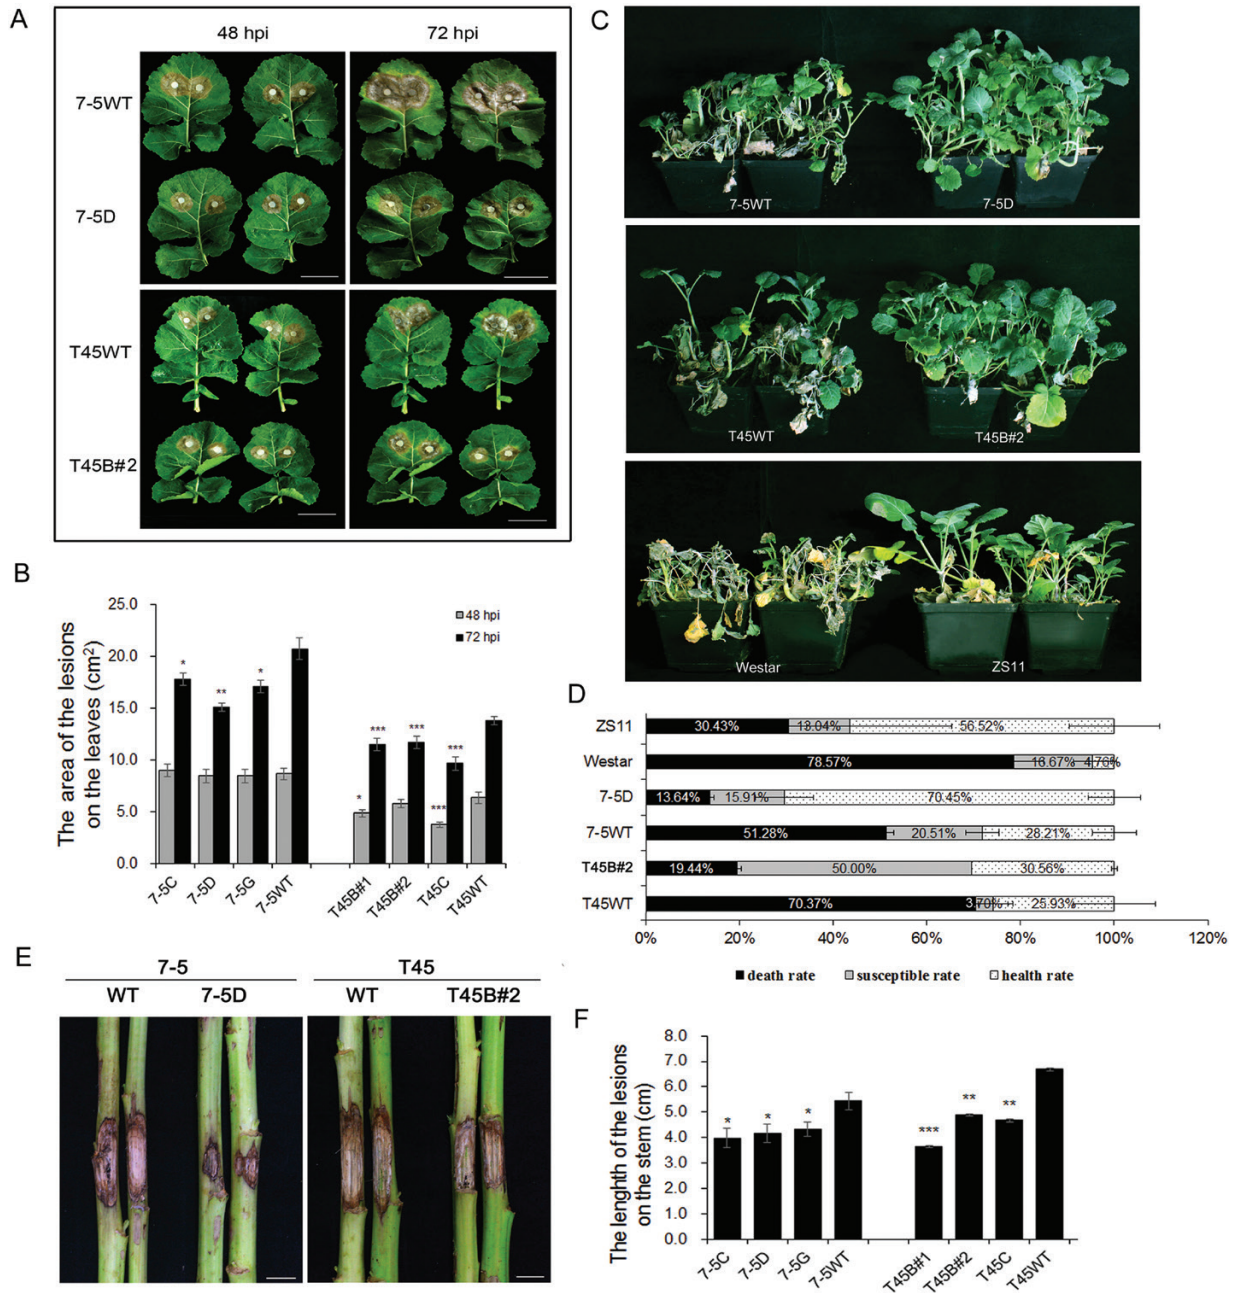 A
48 hpi 72 hpi
7-5WT
7-5D
T45WT
T45B#2
B
The area of the lesions
on the leaves (cm²)
25.0
20.0
15.0
10.0
5.0
0.0
48 hpi
72 hpi
* ** *
*** *** ***
* ***
7-5C 7-5D 7-5G 7-5WT T45B#1 T45B#2 T45C T45WT
C
7-5WT 7-5D
T45WT T45B#2
Westar ZS11
D
ZS11 30.43% 13.04% 56.52%
Westar 78.57% 16.67% 4.76%
7-5D 13.64% 15.91% 70.45%
7-5WT 51.28% 20.51% 28.21%
T45B#2 19.44% 50.00% 30.56%
T45WT 70.37% 3.70% 25.93%
0% 20% 40% 60% 80% 100% 120%
death rate susceptible rate health rate
E
7-5 T45
WT 7-5D WT T45B#2
F
The lenghth of the lesions
on the stem (cm)
8.0
7.0
6.0
5.0
4.0
3.0
2.0
1.0
0.0
* * * *** ** **
7-5C 7-5D 7-5G 7-5WT T45B#1 T45B#2 T45C T45WT